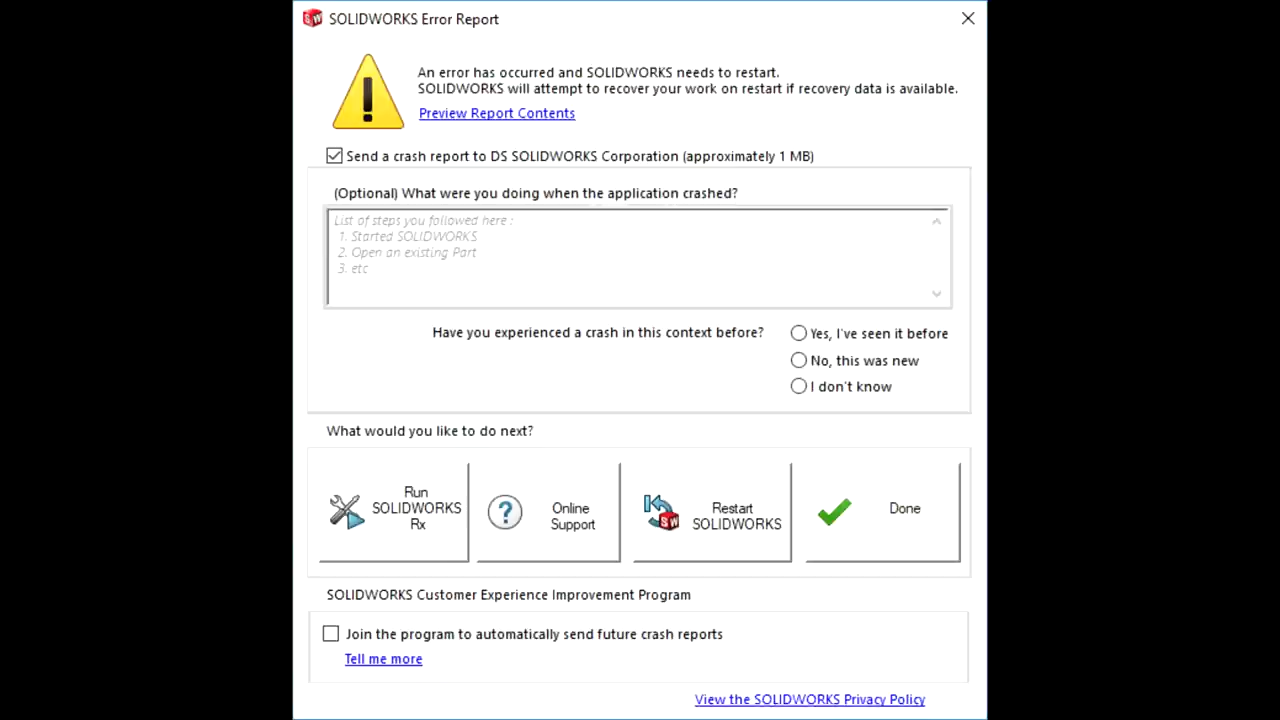 SOLIDWORKS Error Report
An error has occurred and SOLIDWORKS needs to restart.
SOLIDWORKS will attempt to recover your work on restart if recovery data is available.
Preview Report Contents
Send a crash report to DS SOLIDWORKS Corporation (approximately 1 MB)
(Optional) What were you doing when the application crashed?
List of steps you followed here :
1. Started SOLIDWORKS
2. Open an existing Part
3. etc
Have you experienced a crash in this context before?
Yes, I've seen it before
No, this was new
I don't know
What would you like to do next?
Run
SOLIDWORKS
Rx
Online
Support
Restart
SOLIDWORKS
Done
SOLIDWORKS Customer Experience Improvement Program
Join the program to automatically send future crash reports
Tell me more
View the SOLIDWORKS Privacy Policy